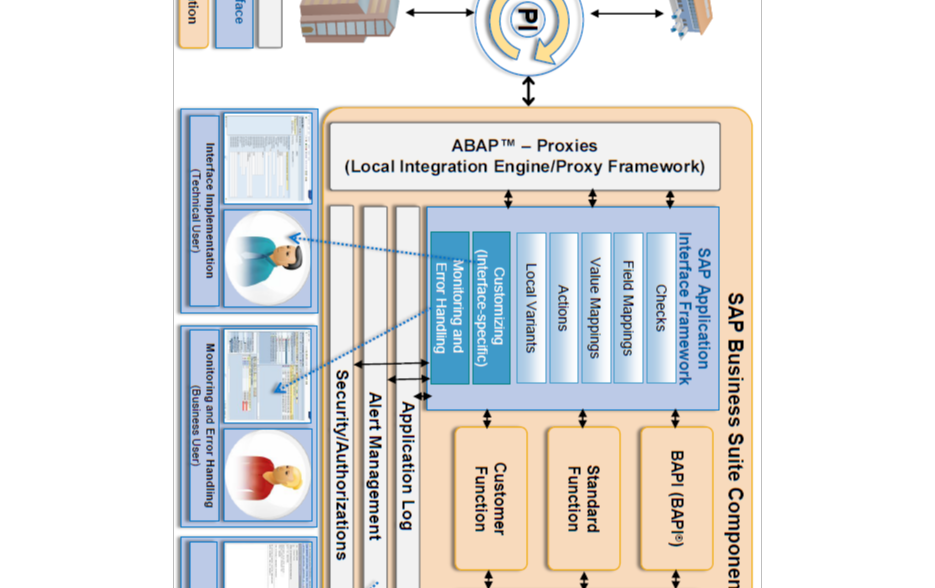 SAP Business Suite Componen
SAP Application
Interface Framework
Checks
Field Mappings
Value Mappings
Actions
Local Variants
Customizing
(Interface-specific)
Monitoring and
Error Handling
BAPI (BAPI®)
Standard
Function
Customer
Function
Application Log
Alert Management
Security/Authorizations
ABAP™ – Proxies
(Local Integration Engine/Proxy Framework)
PI
face
tion
Interface Implementation
(Technical User)
Monitoring and Error Handling
(Business User)